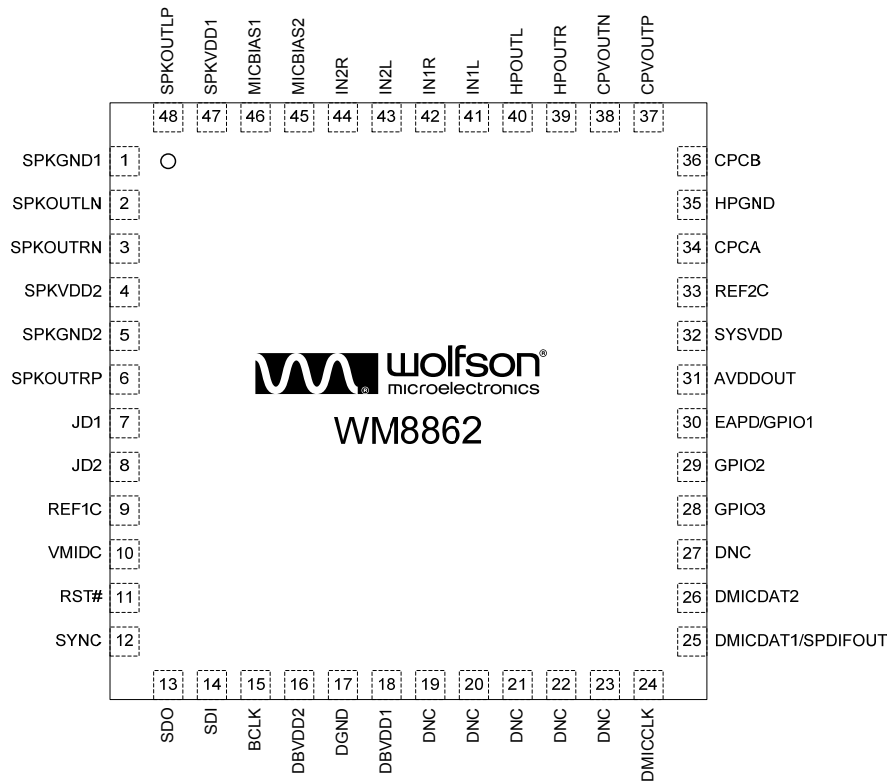 SPKOUTLP
SPKVDD1
MICBIAS1
MICBIAS2
IN2R
IN2L
IN1R
IN1L
HPOUTL
HPOUTR
CPVOUTN
CPVOUTP
48 47 46 45 44 43 42 41 40 39 38 37
SPKGND1 1 36 CPCB
SPKOUTLN 2 35 HPGND
SPKOUTRN 3 34 CPCA
SPKVDD2 4 33 REF2C
SPKGND2 5 32 SYSVDD
SPKOUTRP 6 31 AVDDOUT
JD1 7 30 EAPD/GPIO1
JD2 8 29 GPIO2
REF1C 9 28 GPIO3
VMIDC 10 27 DNC
RST# 11 26 DMICDAT2
SYNC 12 25 DMICDAT1/SPDIFOUT
wolfson®
microelectronics
®
WM8862
13 14 15 16 17 18 19 20 21 22 23 24
SDO
SDI
BCLK
DBVDD2
DGND
DBVDD1
DNC
DNC
DNC
DNC
DNC
DMICCLK